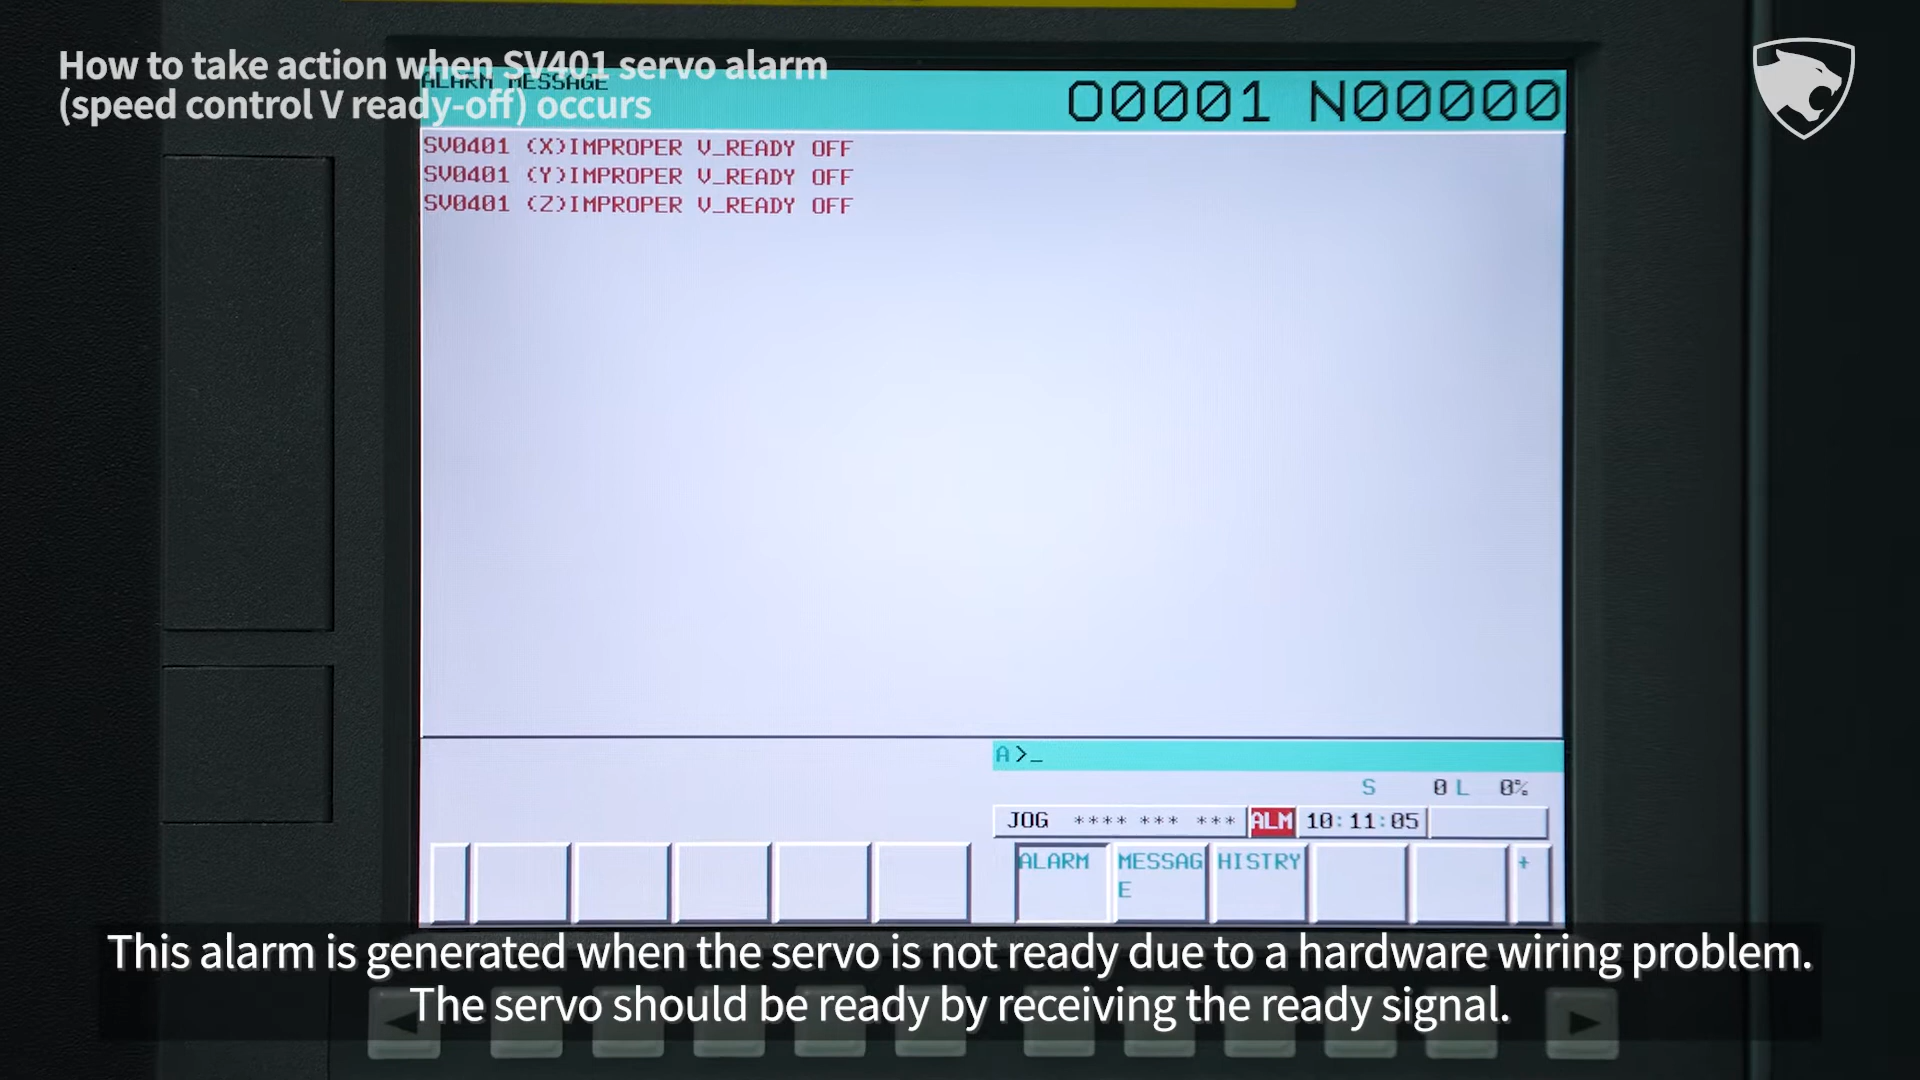 How to take action when SV401 servo alarm
(speed control V ready-off) occurs
ALARM MESSAGE
O0001 N00000
SV0401 (X)IMPROPER V_READY OFF
SV0401 (Y)IMPROPER V_READY OFF
SV0401 (Z)IMPROPER V_READY OFF
A>_
S 0 L 0%
JOG **** *** *** ALM 10:11:05
ALARM MESSAG HISTRY +
E
This alarm is generated when the servo is not ready due to a hardware wiring problem.
The servo should be ready by receiving the ready signal.